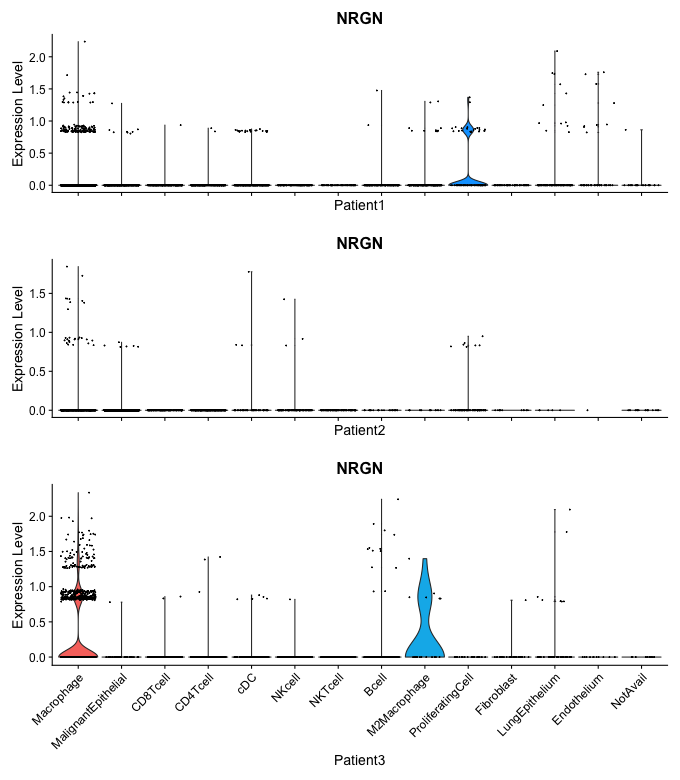 NRGN
Expression Level
2.0
1.5
1.0
0.5
0.0
Patient1
NRGN
Expression Level
1.5
1.0
0.5
0.0
Patient2
NRGN
Expression Level
2.0
1.5
1.0
0.5
0.0
Macrophage
MalignantEpithelial
CD8Tcell
CD4Tcell
cDC
NKcell
NKTcell
Bcell
M2Macrophage
ProliferatingCell
Fibroblast
LungEpithelium
Endothelium
NotAvail
Patient3